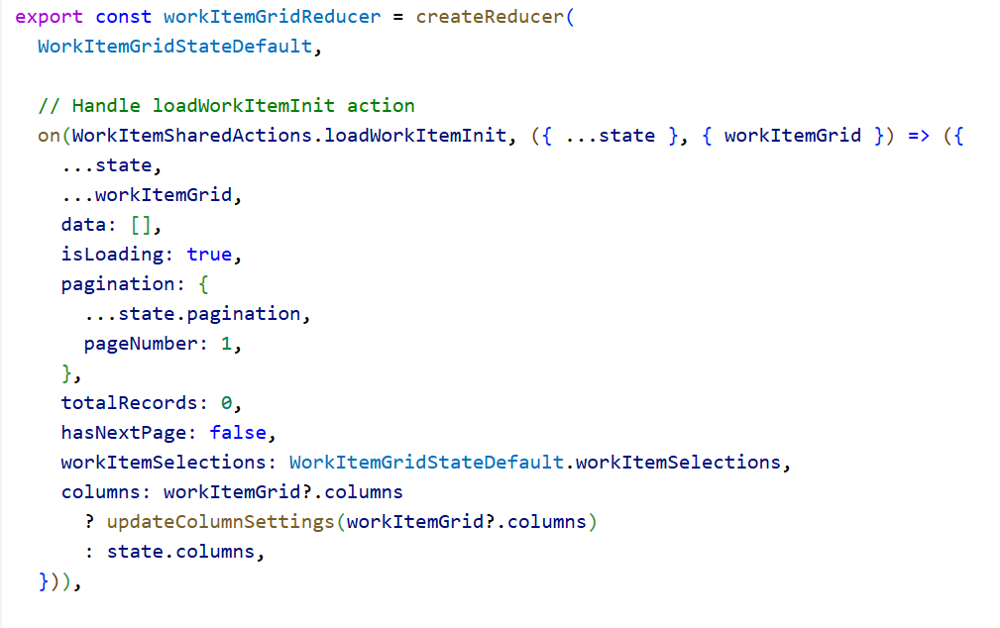 export const workItemGridReducer = createReducer(
  WorkItemGridStateDefault,

  // Handle loadWorkItemInit action
  on(WorkItemSharedActions.loadWorkItemInit, ({ ...state }, { workItemGrid }) => ({
    ...state,
    ...workItemGrid,
    data: [],
    isLoading: true,
    pagination: {
      ...state.pagination,
      pageNumber: 1,
    },
    totalRecords: 0,
    hasNextPage: false,
    workItemSelections: WorkItemGridStateDefault.workItemSelections,
    columns: workItemGrid?.columns
      ? updateColumnSettings(workItemGrid?.columns)
      : state.columns,
  })),